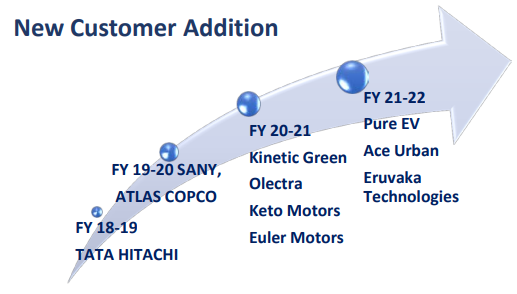 New Customer Addition
FY 18-19
TATA HITACHI
FY 19-20 SANY,
ATLAS COPCO
FY 20-21
Kinetic Green
Olectra
Keto Motors
Euler Motors
FY 21-22
Pure EV
Ace Urban
Eruvaka
Technologies